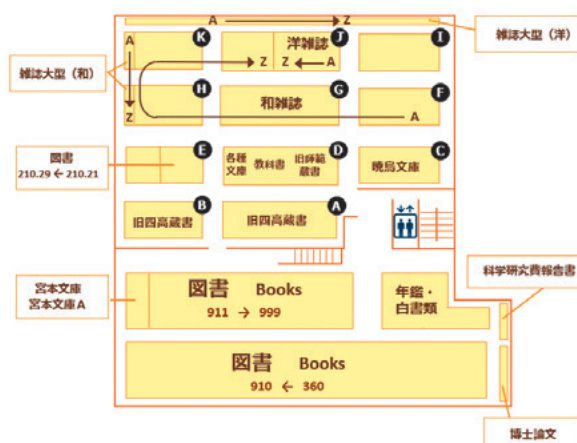 A → Z
雑誌大型（洋）
A
K
洋雑誌
J
I
Z
Z ← A
雑誌大型（和）
Z
H
和雑誌
G
A
F
図書
210.29 ← 210.21
E
各種
文庫
教科書
旧師範
蔵書
D
暁烏文庫
C
旧四高蔵書
B
旧四高蔵書
A
宮本文庫
宮本文庫A
図書 Books
911 → 999
年鑑・
白書類
科学研究費報告書
図書 Books
910 ← 360
博士論文